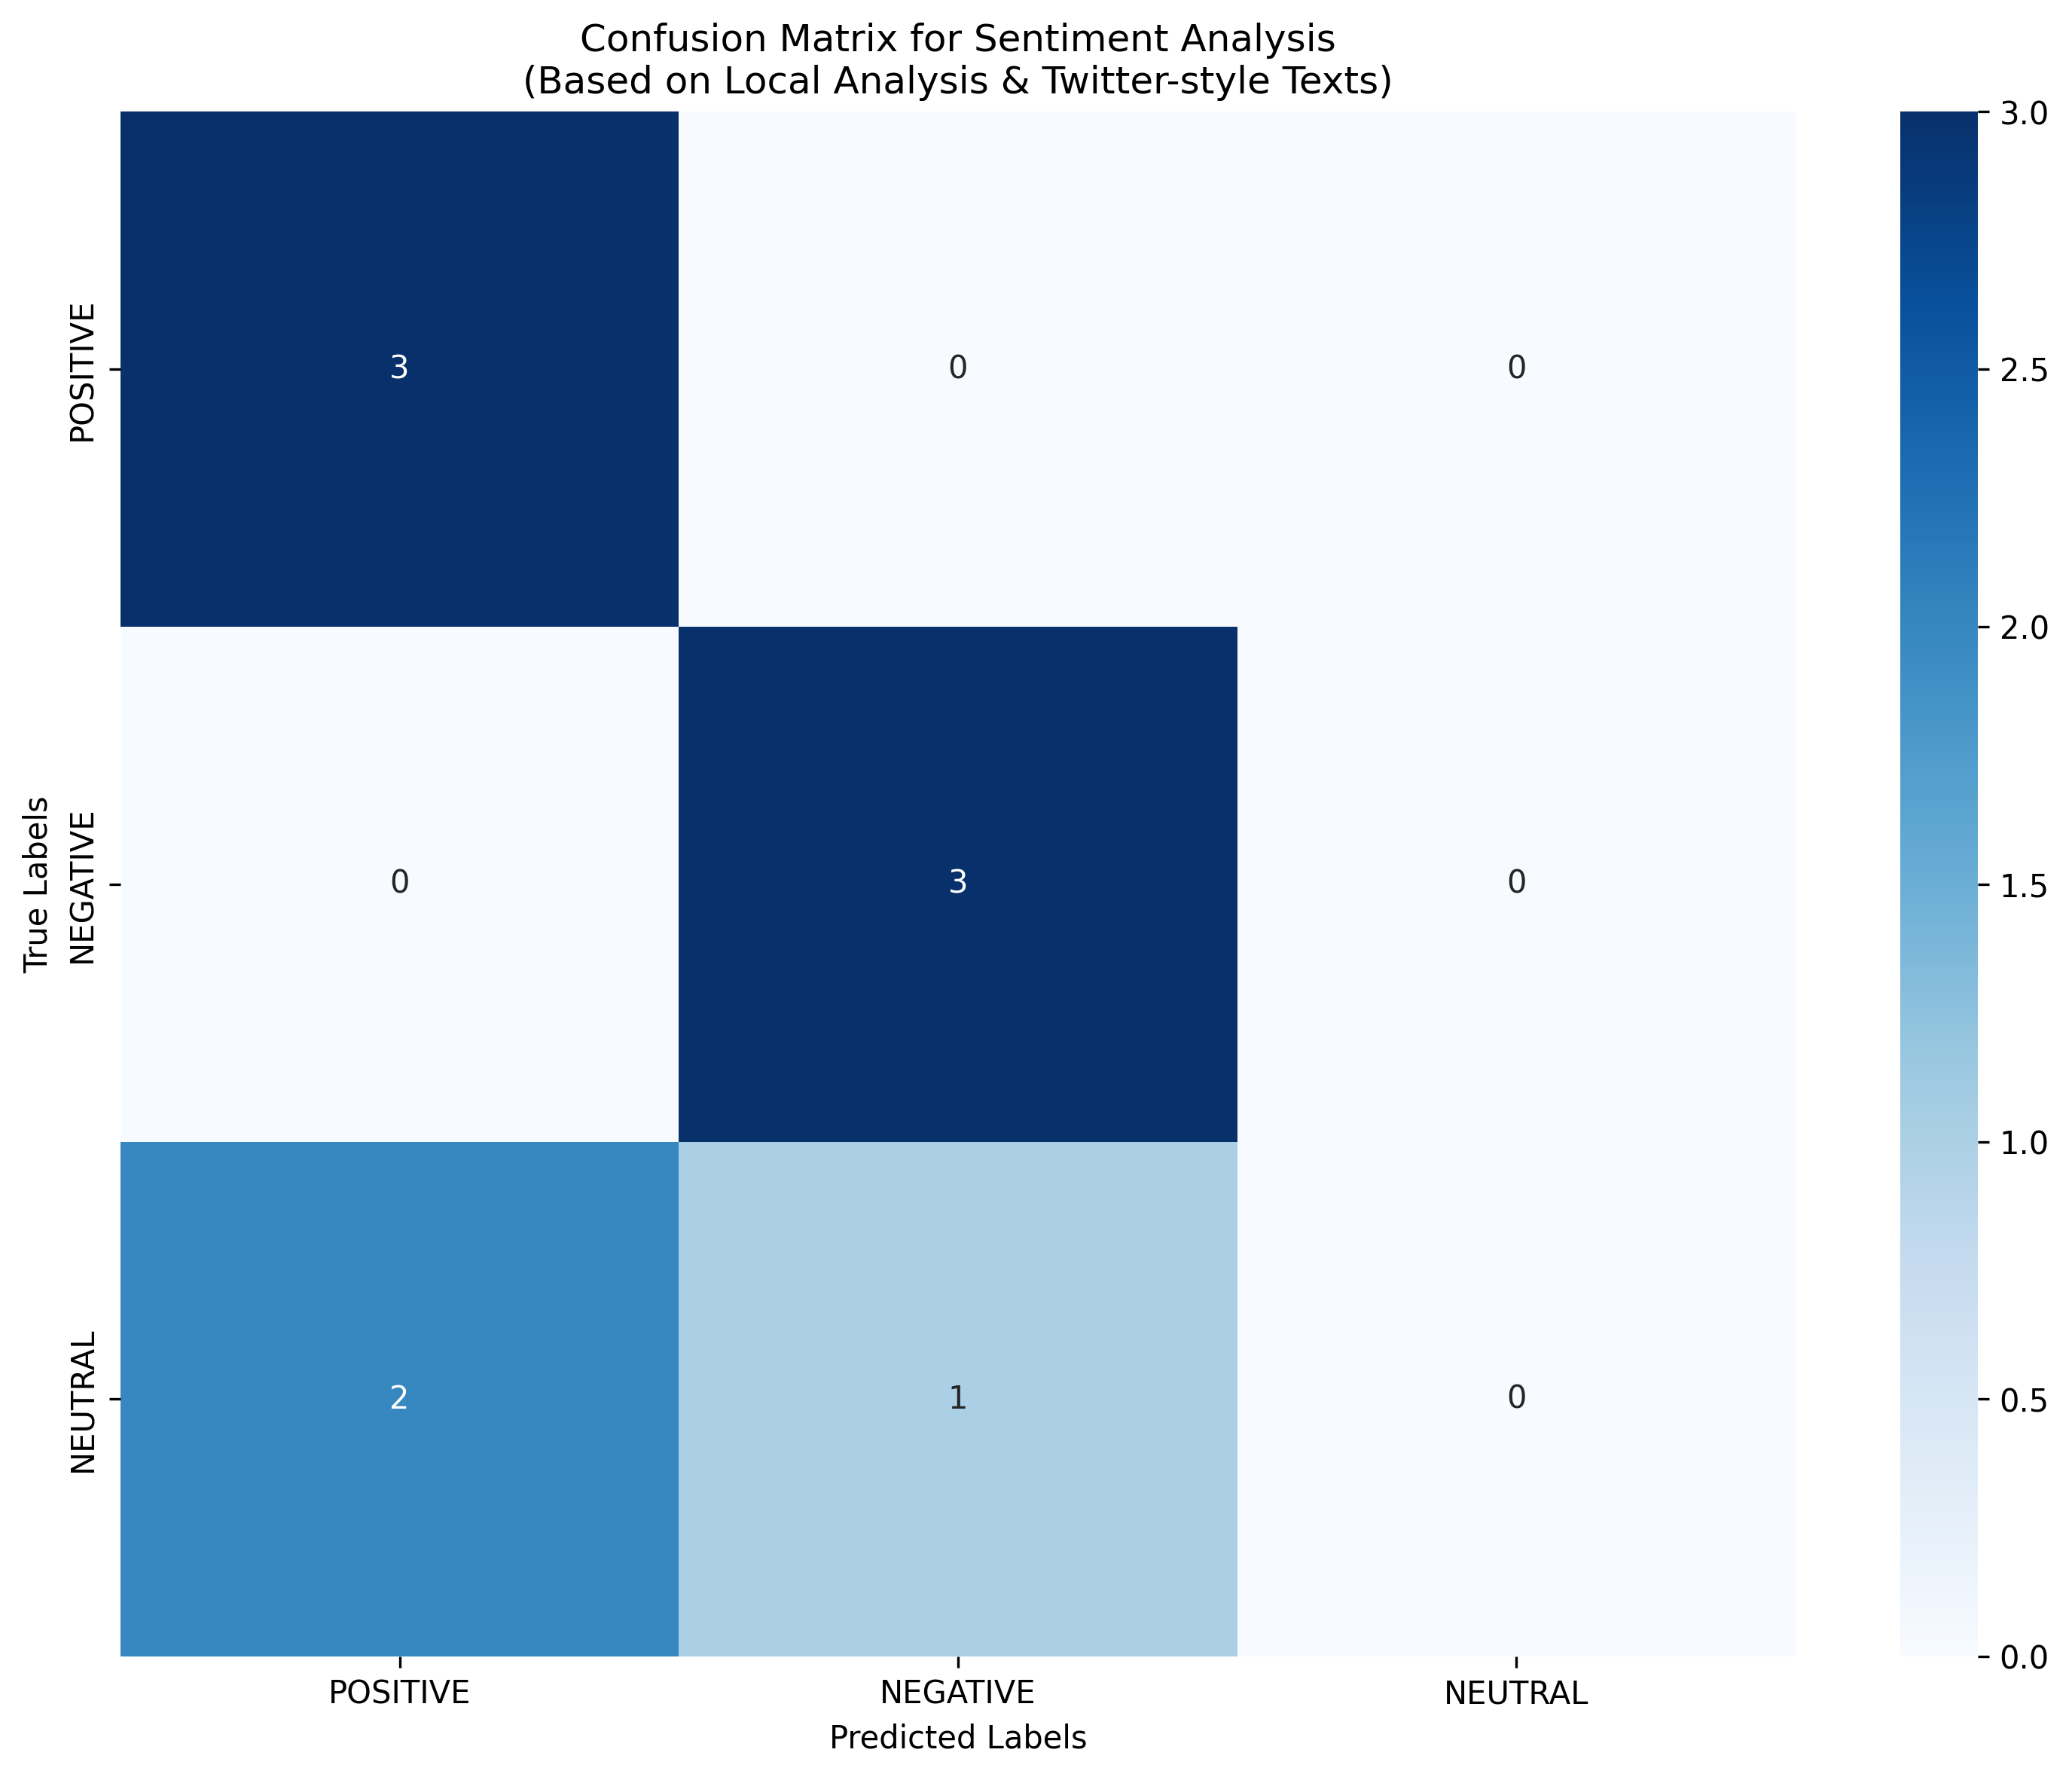 Confusion Matrix for Sentiment Analysis
(Based on Local Analysis & Twitter-style Texts)
True Labels
POSITIVE
3 0 0
NEGATIVE
0 3 0
NEUTRAL
2 1 0
POSITIVE NEGATIVE NEUTRAL
Predicted Labels
3.0
2.5
2.0
1.5
1.0
0.5
0.0